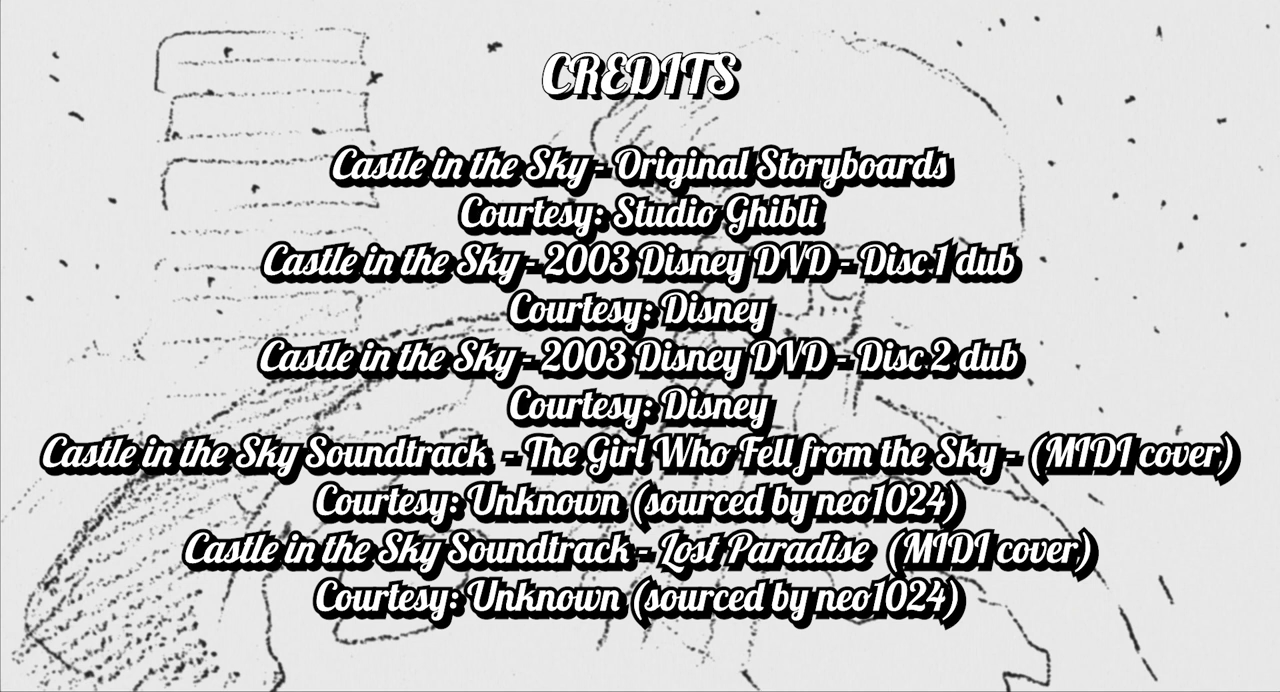 CREDITS
Castle in the Sky - Original Storyboards
Courtesy: Studio Ghibli
Castle in the Sky - 2003 Disney DVD - Disc 1 dub
Courtesy: Disney
Castle in the Sky - 2003 Disney DVD - Disc 2 dub
Courtesy: Disney
Castle in the Sky Soundtrack - The Girl Who Fell from the Sky - (MIDI cover)
Courtesy: Unknown (sourced by neo1024)
Castle in the Sky Soundtrack - Lost Paradise (MIDI cover)
Courtesy: Unknown (sourced by neo1024)